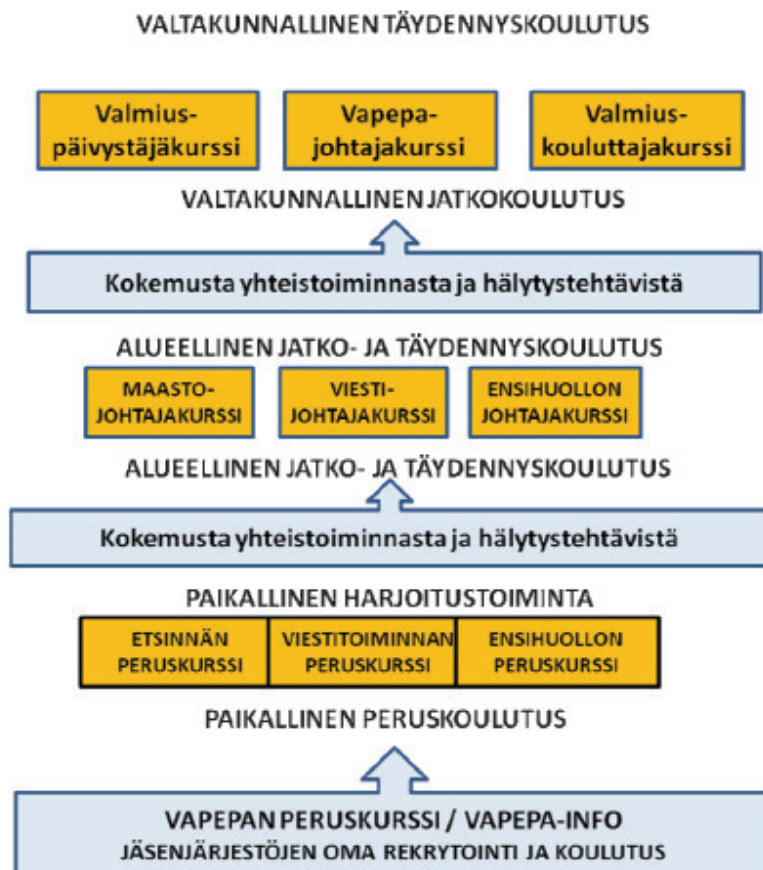 VALTAKUNNALLINEN TÄYDENNYSKOULUTUS
Valmius-
päivystäjäkurssi
Vapepa-
johtajakurssi
Valmius-
kouluttajakurssi
VALTAKUNNALLINEN JATKOKOULUTUS
Kokemusta yhteistoiminnasta ja hälytystehtävistä
ALUEELLINEN JATKO- JA TÄYDENNYSKOULUTUS
MAASTO-
JOHTAJAKURSSI
VIESTI-
JOHTAJAKURSSI
ENSIHUOLLON
JOHTAJAKURSSI
ALUEELLINEN JATKO- JA TÄYDENNYSKOULUTUS
Kokemusta yhteistoiminnasta ja hälytystehtävistä
PAIKALLINEN HARJOITUSTOIMINTA
ETSINNÄN
PERUSKURSSI
VIESTITOIMINNAN
PERUSKURSSI
ENSIHUOLLON
PERUSKURSSI
PAIKALLINEN PERUSKOULUTUS
VAPEPAN PERUSKURSSI / VAPEPA-INFO
JÄSENJÄRJESTÖJEN OMA REKRYTOINTI JA KOULUTUS